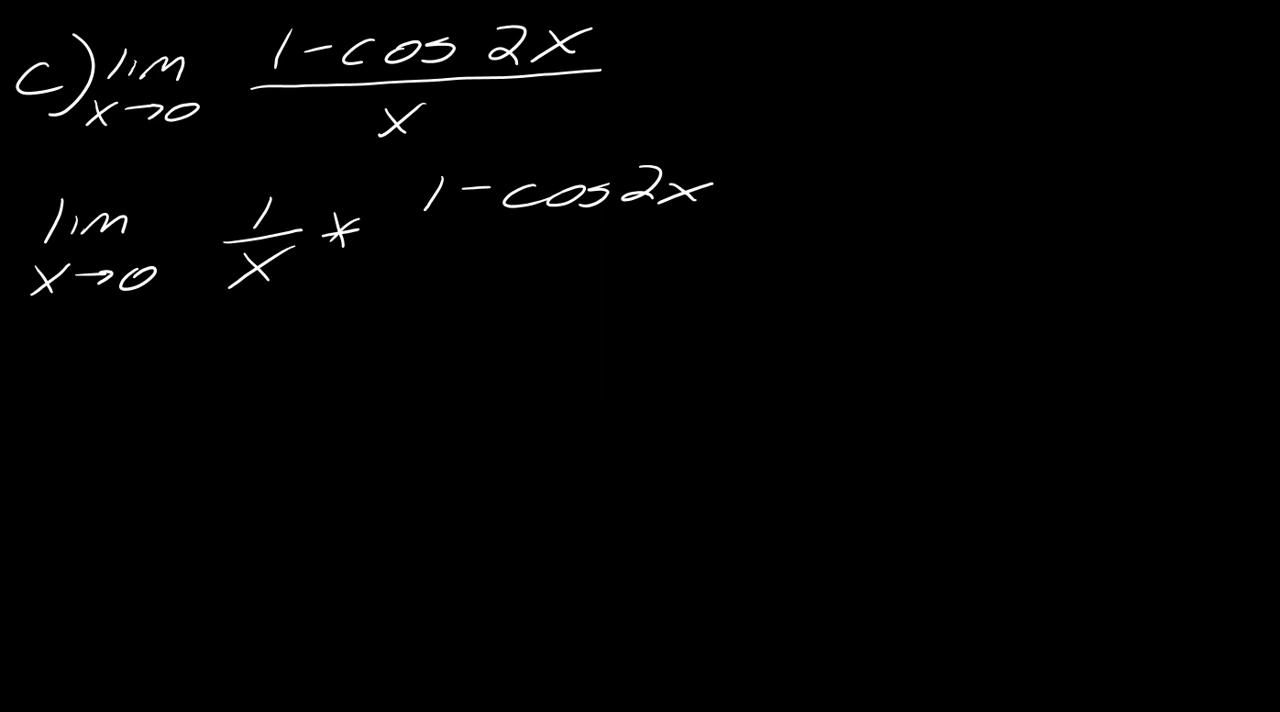 c) lim x→0 (1-cos 2x)/x
lim x→0 1/x * 1-cos2x